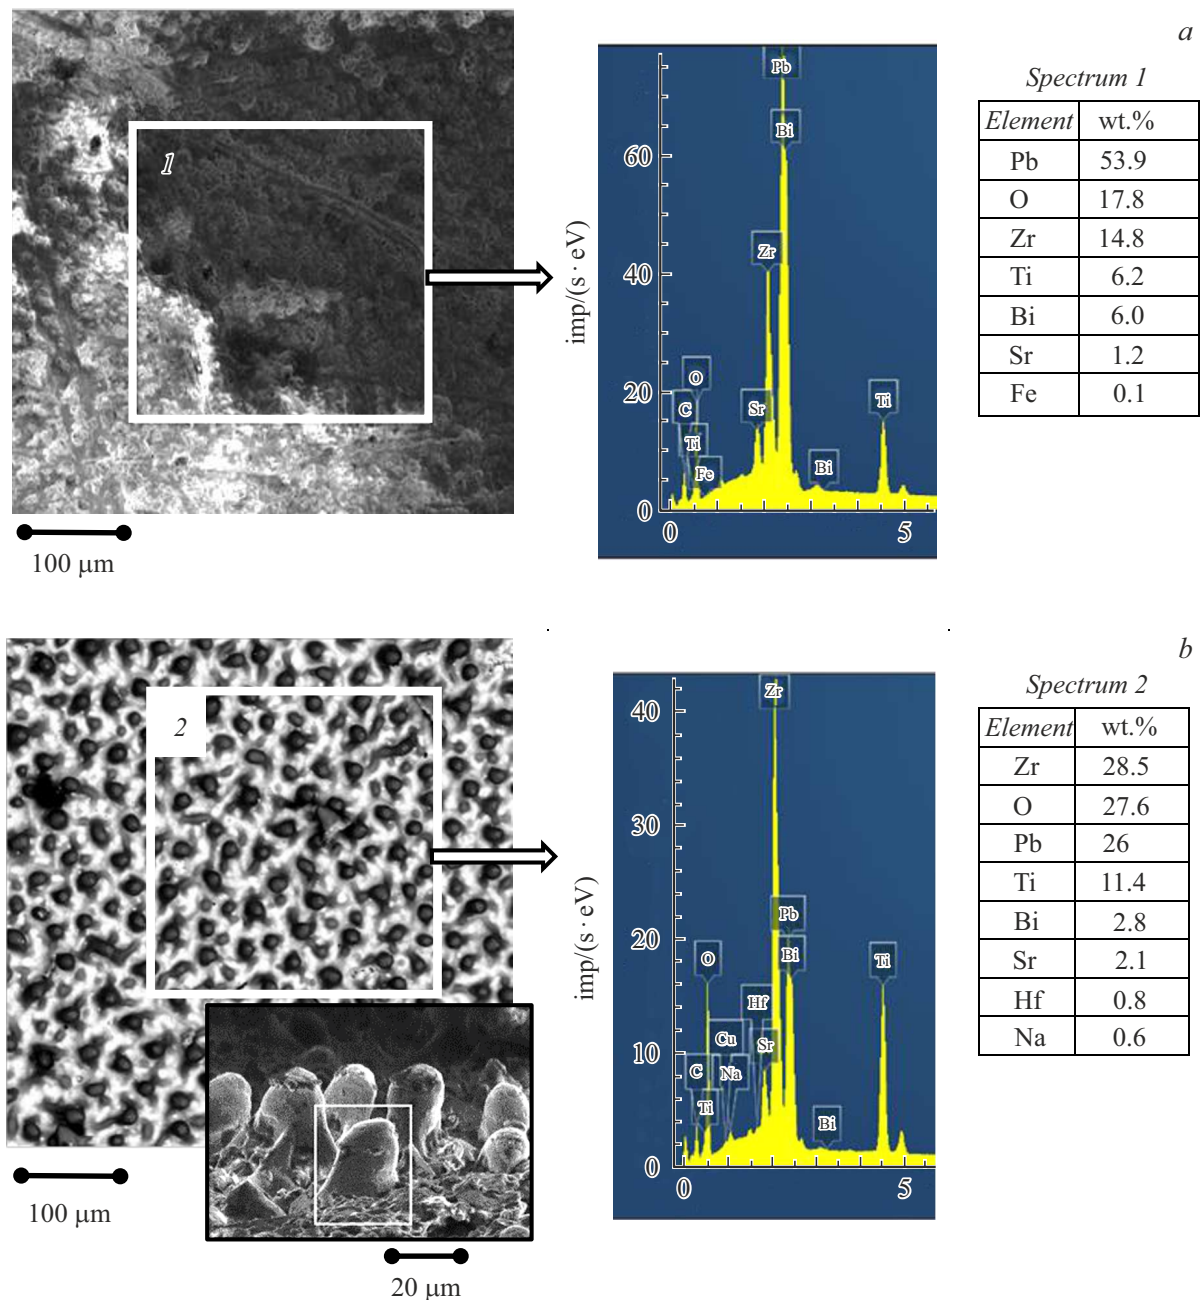 a
1
100 μm
imp/(s · eV)
60
40
20
0
0
5
Pb
Bi
Zr
O
C
Ti
Fe
Sr
Bi
Ti
Spectrum 1
Element wt.%
Pb 53.9
O 17.8
Zr 14.8
Ti 6.2
Bi 6.0
Sr 1.2
Fe 0.1
b
2
100 μm
20 μm
imp/(s · eV)
40
30
20
10
0
0
5
Zr
Pb
Bi
O
Ti
Hf
Cu
Sr
C
Na
Ti
Bi
Spectrum 2
Element wt.%
Zr 28.5
O 27.6
Pb 26
Ti 11.4
Bi 2.8
Sr 2.1
Hf 0.8
Na 0.6